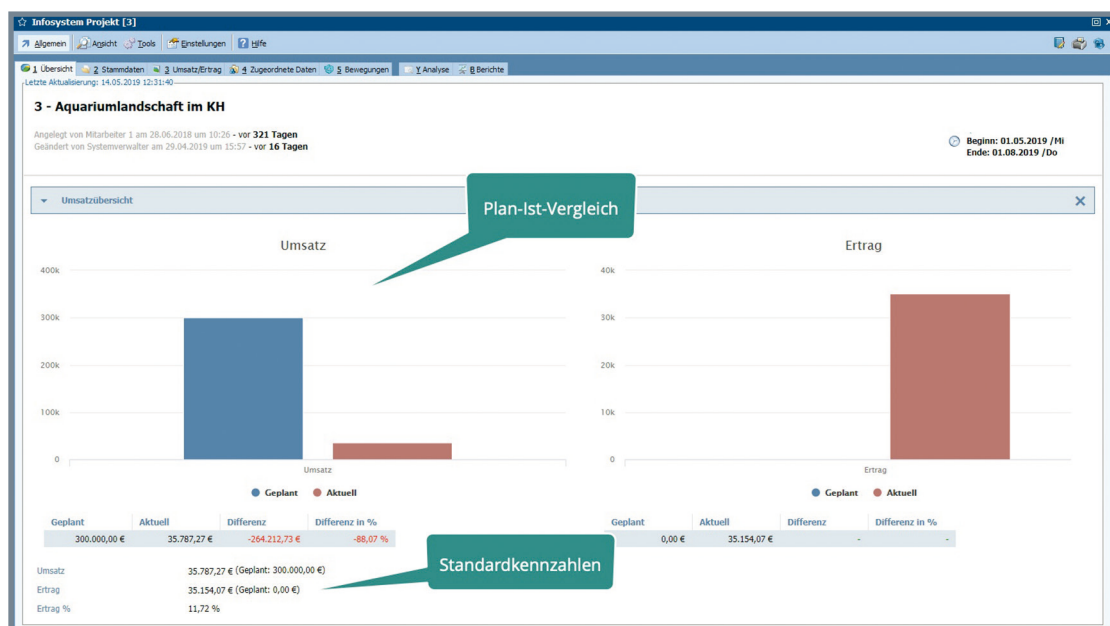 Infosystem Projekt [3]
Allgemein Ansicht Tools Einstellungen Hilfe
1 Übersicht 2 Stammdaten 3 Umsatz/Ertrag 4 Zugeordnete Daten 5 Bewegungen Y Analyse 8 Berichte
Letzte Aktualisierung: 14.05.2019 12:31:40
3 - Aquariumlandschaft im KH
Angelegt von Mitarbeiter 1 am 28.06.2018 um 10:26 - vor 321 Tagen
Geändert von Systemverwalter am 29.04.2019 um 15:57 - vor 16 Tagen
Beginn: 01.05.2019 /Mi
Ende: 01.08.2019 /Do
Umsatzübersicht
Plan-Ist-Vergleich
Umsatz
400k
300k
200k
100k
0
Umsatz
Geplant Aktuell
Ertrag
40k
30k
20k
10k
0
Ertrag
Geplant Aktuell
Geplant Aktuell Differenz Differenz in %
300.000,00 € 35.787,27 € -264.212,73 € -88,07 %
Geplant Aktuell Differenz Differenz in %
0,00 € 35.154,07 € - -
Standardkennzahlen
Umsatz 35.787,27 € (Geplant: 300.000,00 €)
Ertrag 35.154,07 € (Geplant: 0,00 €)
Ertrag % 11,72 %